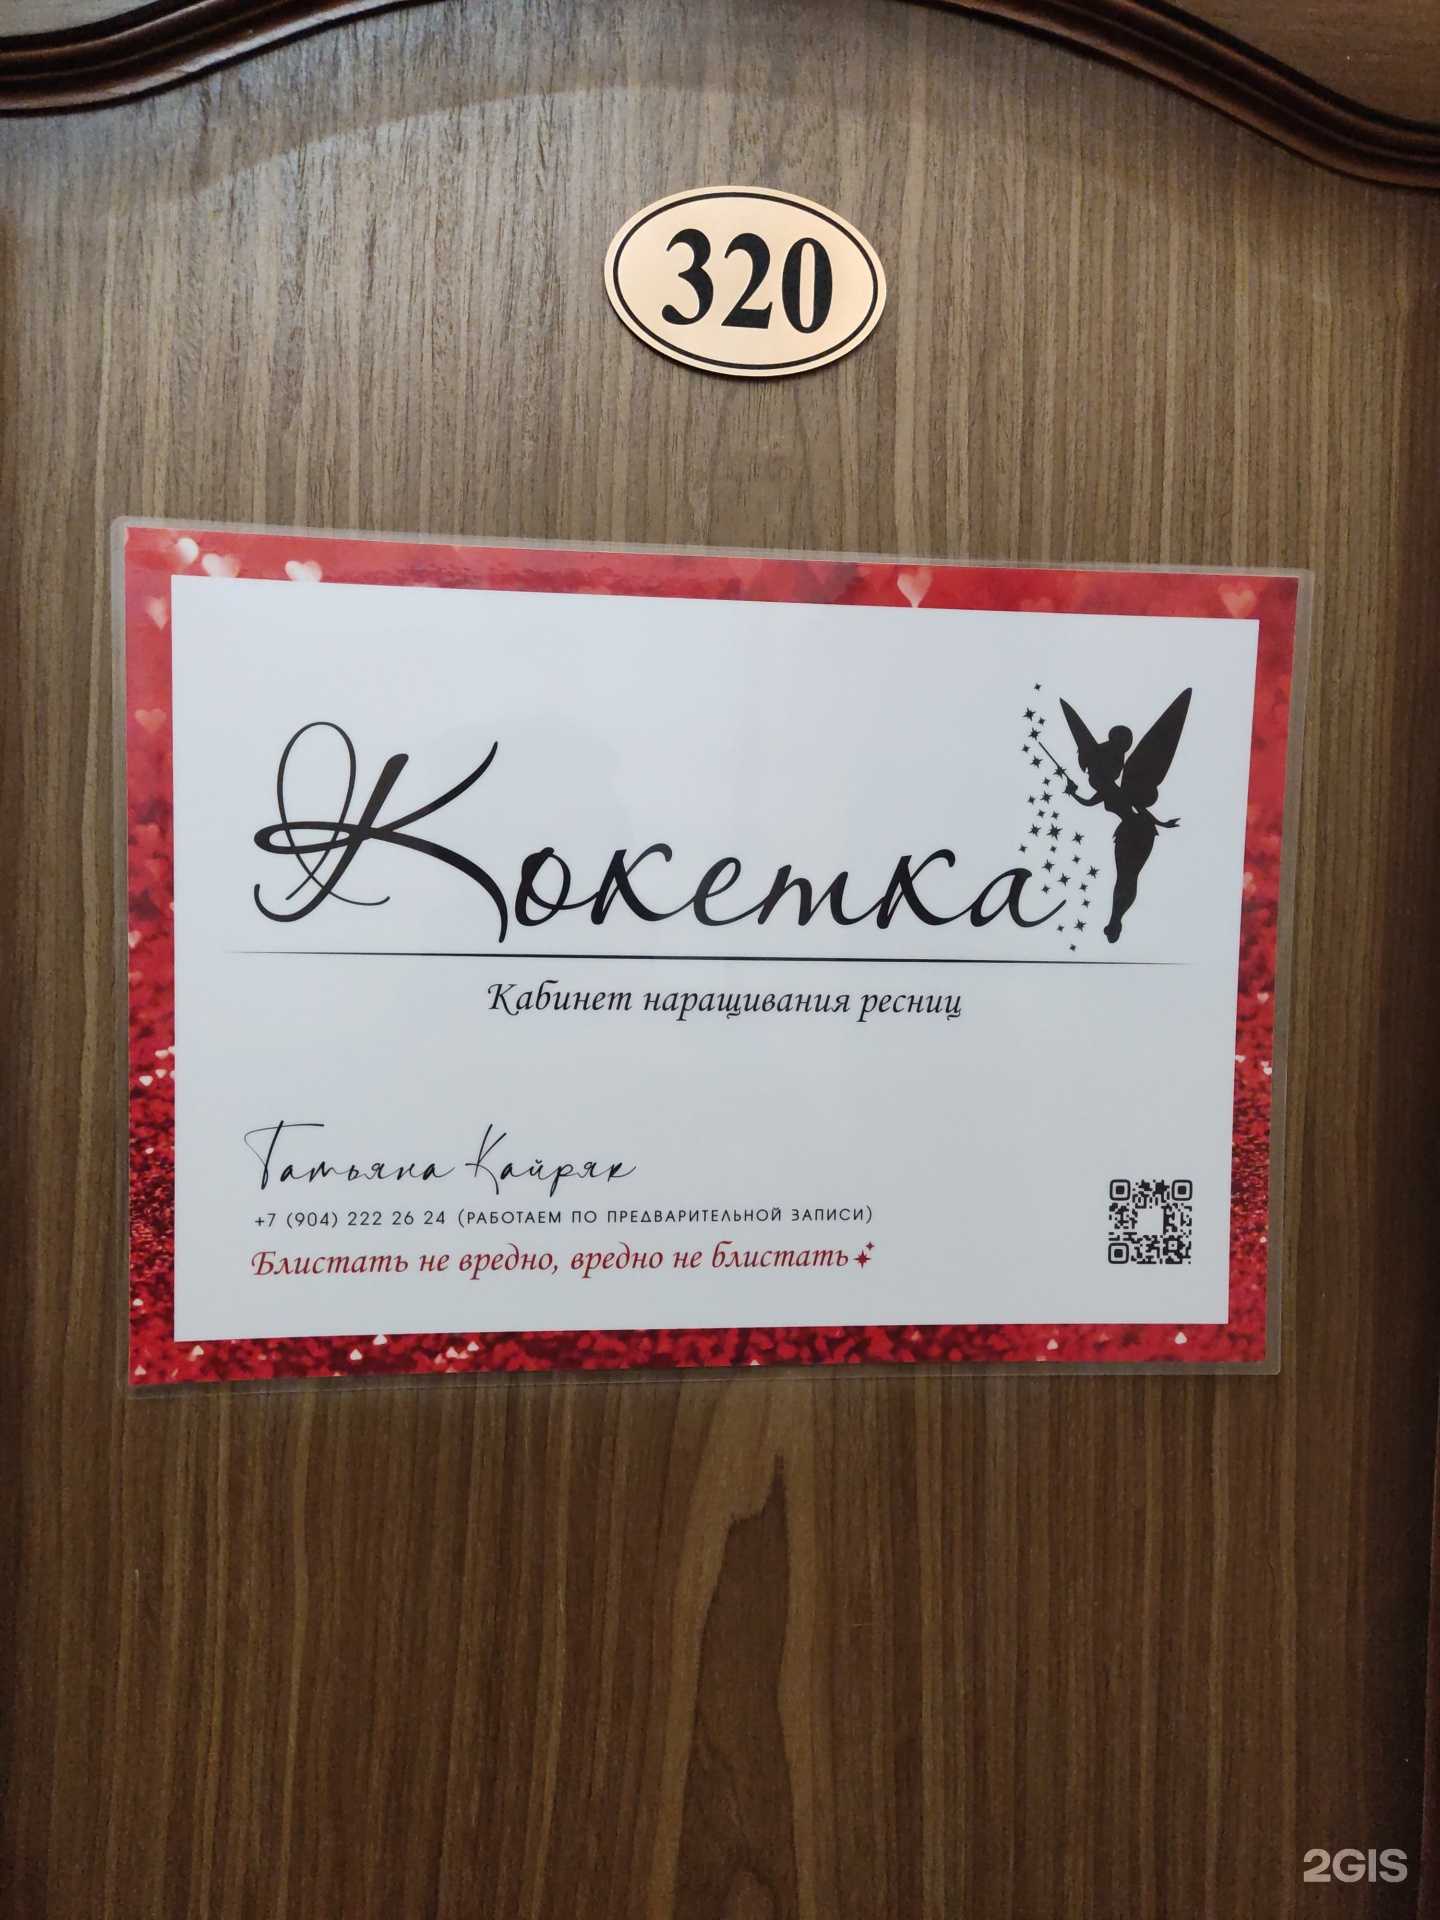 320
Кокетка
Кабинет наращивания ресниц
Татьяна Кайряк
+7 (904) 222 26 24 (РАБОТАЕМ ПО ПРЕДВАРИТЕЛЬНОЙ ЗАПИСИ)
Блистать не вредно, вредно не блистать
2GIS